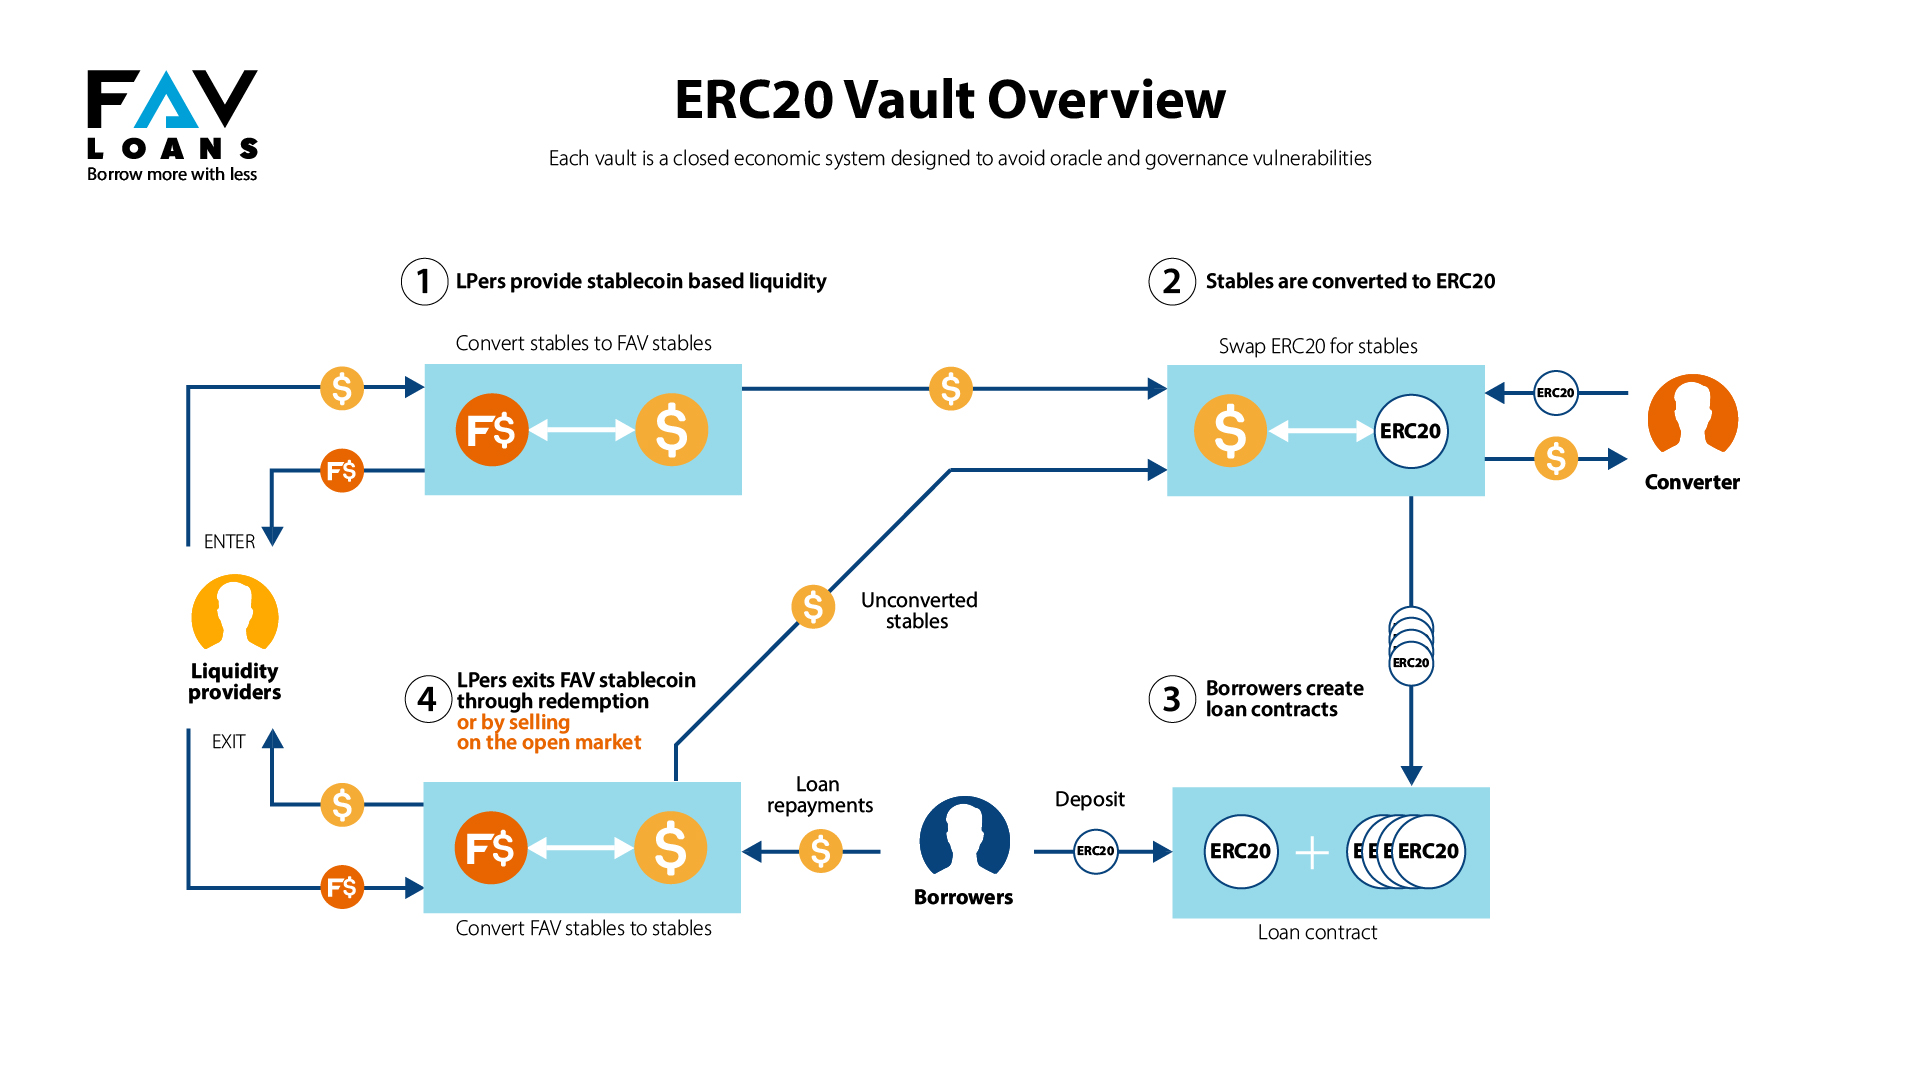 FAV
LOANS
Borrow more with less
ERC20 Vault Overview
Each vault is a closed economic system designed to avoid oracle and governance vulnerabilities
1
LPers provide stablecoin based liquidity
Convert stables to FAV stables
$
F$
F$
$
$
2
Stables are converted to ERC20
Swap ERC20 for stables
$
ERC20
ERC20
$
Converter
ENTER
Liquidity
providers
EXIT
$
Unconverted
stables
ERC20
4
LPers exits FAV stablecoin
through redemption
or by selling
on the open market
$
F$
F$
$
Convert FAV stables to stables
Loan
repayments
$
Borrowers
3
Borrowers create
loan contracts
Deposit
ERC20
ERC20
+
E E E ERC20
Loan contract